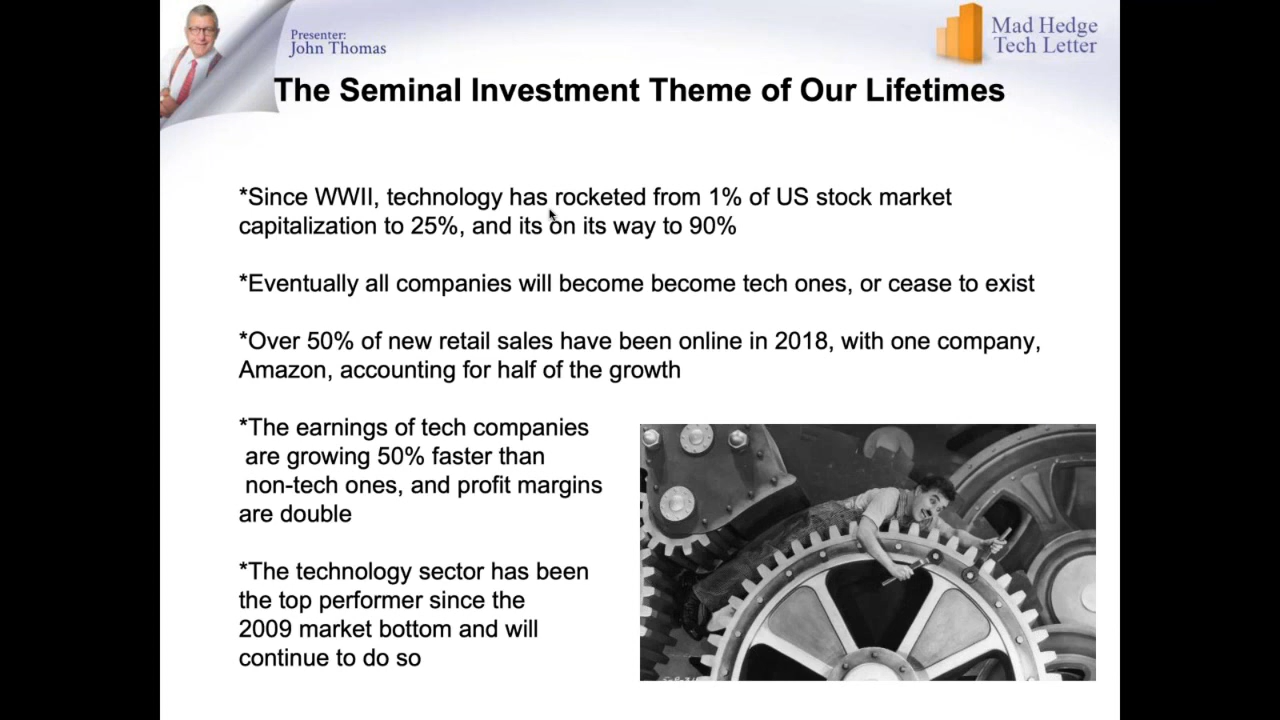 Presenter:
John Thomas
Mad Hedge
Tech Letter
The Seminal Investment Theme of Our Lifetimes
*Since WWII, technology has rocketed from 1% of US stock market
capitalization to 25%, and its on its way to 90%
*Eventually all companies will become become tech ones, or cease to exist
*Over 50% of new retail sales have been online in 2018, with one company,
Amazon, accounting for half of the growth
*The earnings of tech companies
are growing 50% faster than
non-tech ones, and profit margins
are double
*The technology sector has been
the top performer since the
2009 market bottom and will
continue to do so